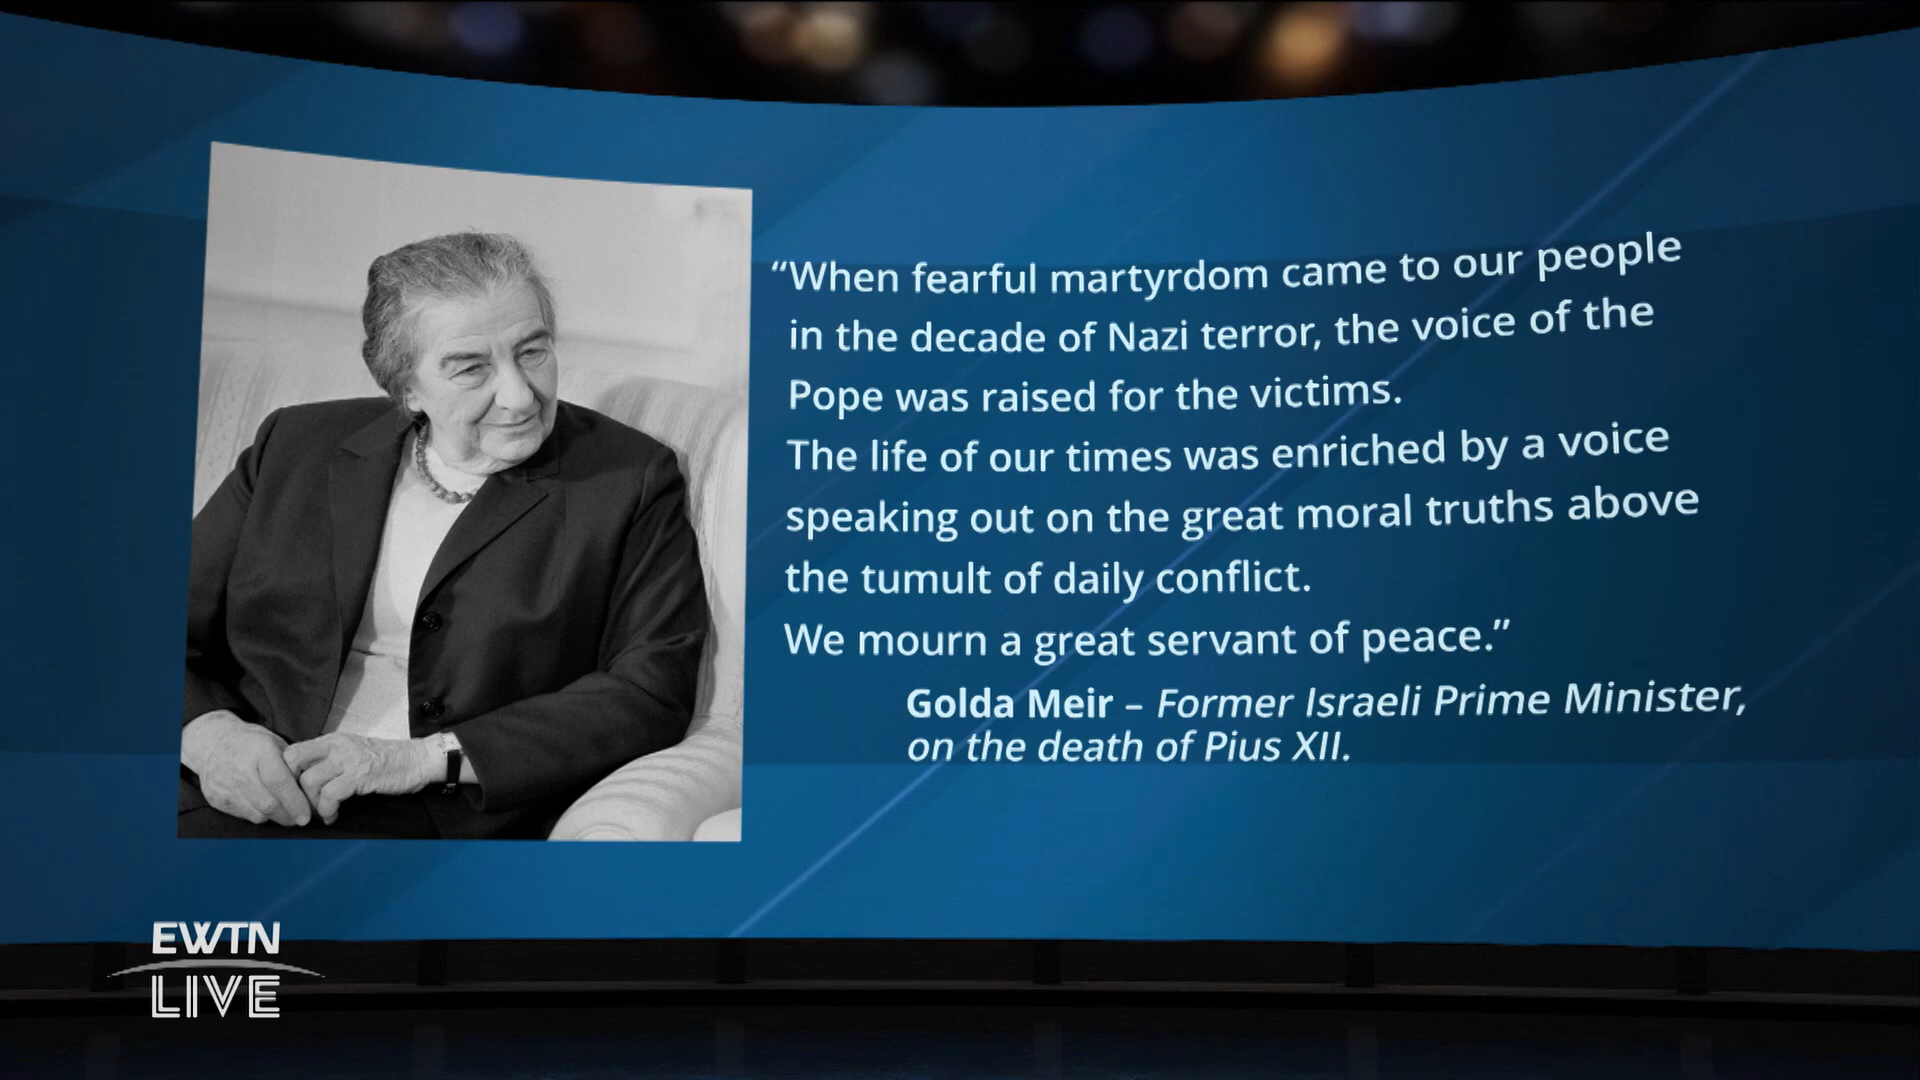 “When fearful martyrdom came to our people
in the decade of Nazi terror, the voice of the
Pope was raised for the victims.
The life of our times was enriched by a voice
speaking out on the great moral truths above
the tumult of daily conflict.
We mourn a great servant of peace.”
Golda Meir – Former Israeli Prime Minister,
on the death of Pius XII.
EWTN
LIVE